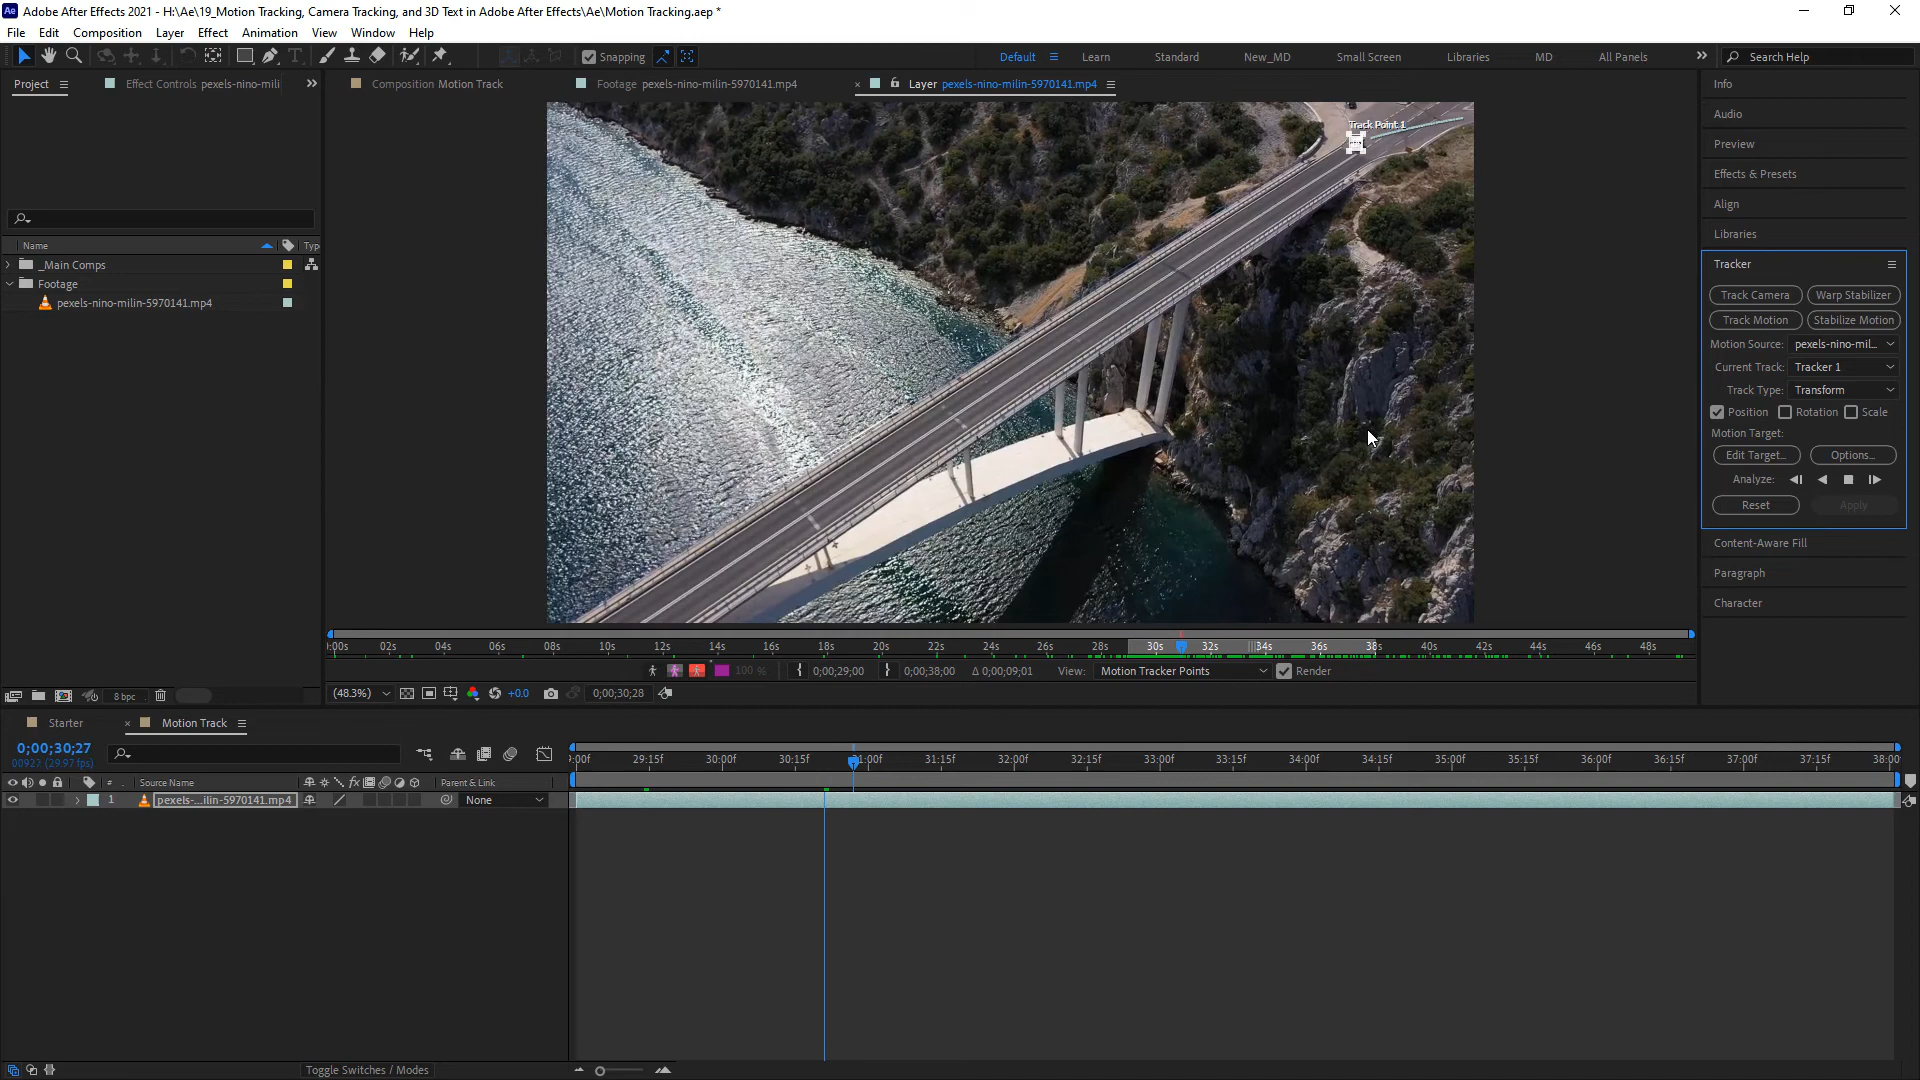 Adobe After Effects 2021 - H:\Ae\19_Motion Tracking, Camera Tracking, and 3D Text in Adobe After Effects\Ae\Motion Tracking.aep *
File Edit Composition Layer Effect Animation View Window Help
Snapping Default Learn Standard New_MD Small Screen Libraries MD All Panels Search Help
Project Effect Controls pexels-nino-mili Composition Motion Track Footage pexels-nino-milin-5970141.mp4 Layer pexels-nino-milin-5970141.mp4
Name Typ
_Main Comps
Footage
pexels-nino-milin-5970141.mp4
8 bpc
Track Point 1
Info
Audio
Preview
Effects & Presets
Align
Libraries
Tracker
Track Camera Warp Stabilizer
Track Motion Stabilize Motion
Motion Source: pexels-nino-mil...
Current Track: Tracker 1
Track Type: Transform
Position Rotation Scale
Motion Target:
Edit Target... Options...
Analyze:
Reset Apply
Content-Aware Fill
Paragraph
Character
:00s 02s 04s 06s 08s 10s 12s 14s 16s 18s 20s 22s 24s 26s 28s 30s 32s 34s 36s 38s 40s 42s 44s 46s 48s
100 % 0;00;29;00 0;00;38;00 Δ 0;00;09;01 View: Motion Tracker Points Render
(48.3%) +0.0 0;00;30;28
Starter Motion Track
0;00;30;27
00927 (29.97 fps)
:00f 29:15f 30:00f 30:15f 31:00f 31:15f 32:00f 32:15f 33:00f 33:15f 34:00f 34:15f 35:00f 35:15f 36:00f 36:15f 37:00f 37:15f 38:00
# Source Name Parent & Link
1 pexels-...ilin-5970141.mp4 None
Toggle Switches / Modes